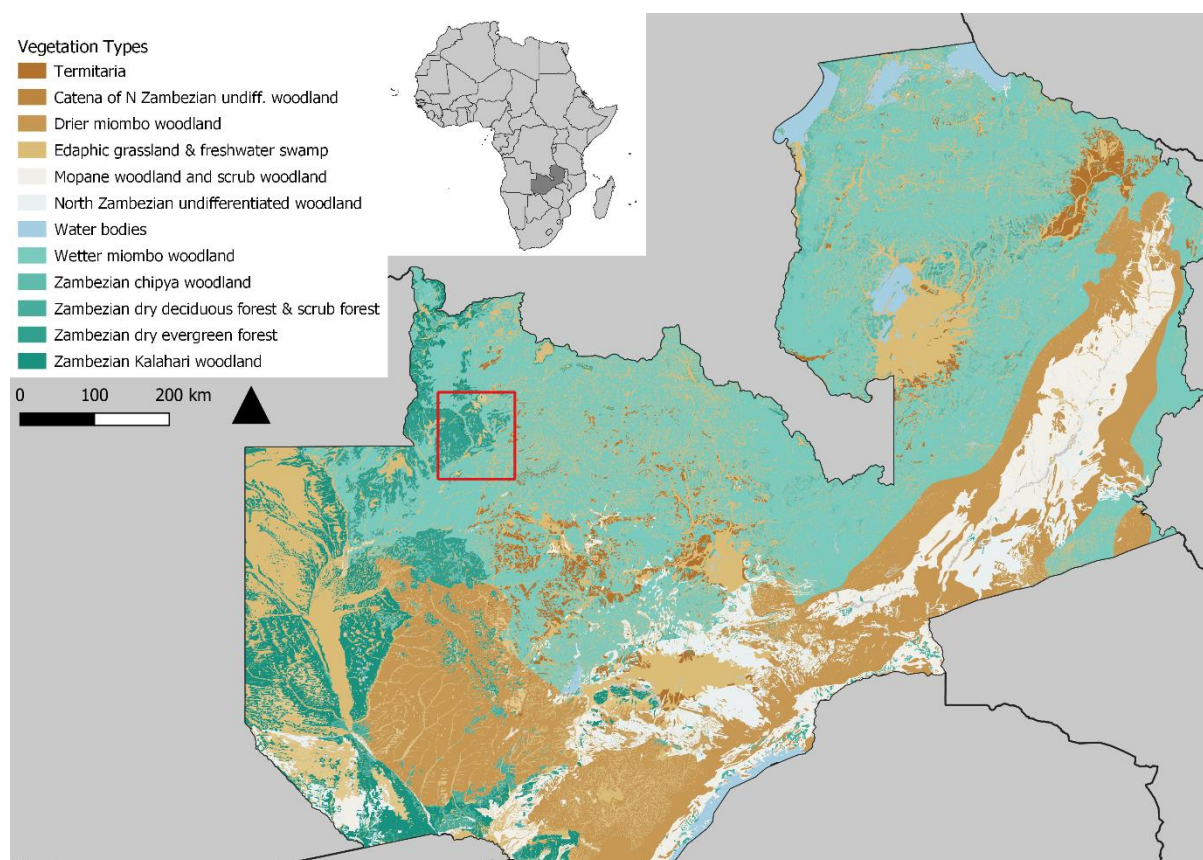 Vegetation Types
Termitaria
Catena of N Zambezian undiff. woodland
Drier miombo woodland
Edaphic grassland & freshwater swamp
Mopane woodland and scrub woodland
North Zambezian undifferentiated woodland
Water bodies
Wetter miombo woodland
Zambezian chipya woodland
Zambezian dry deciduous forest & scrub forest
Zambezian dry evergreen forest
Zambezian Kalahari woodland
0 100 200 km